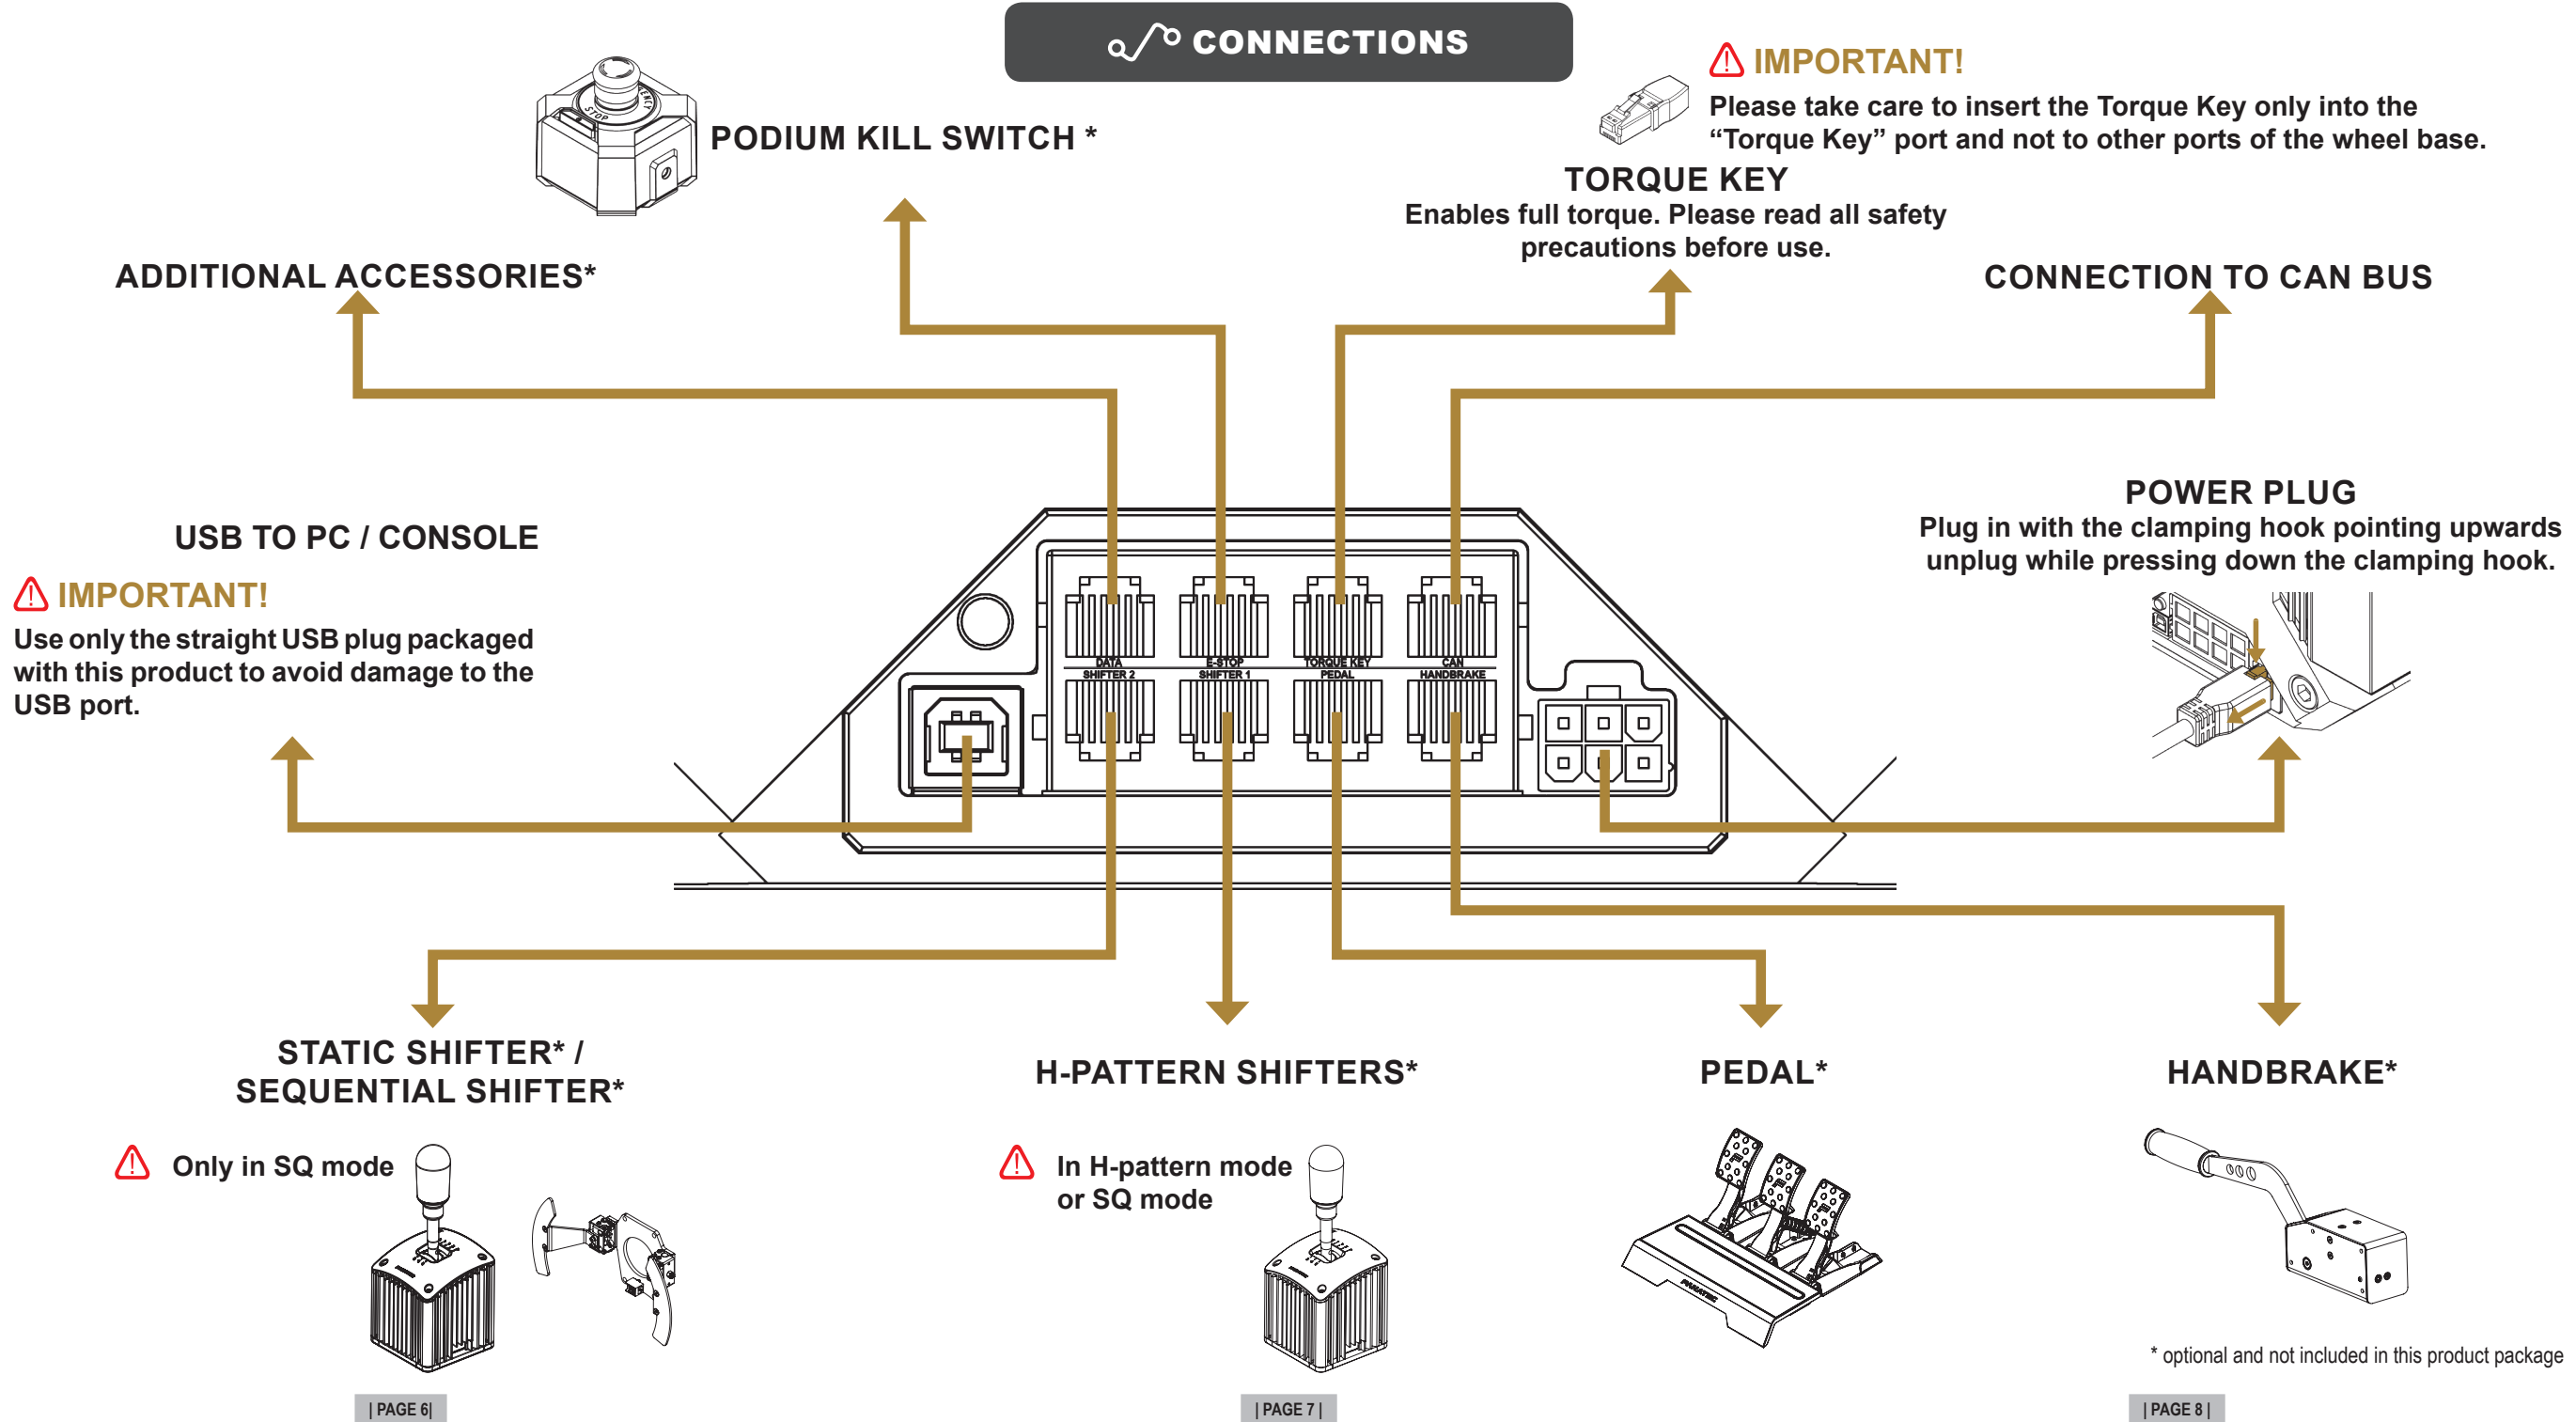 CONNECTIONS
PODIUM KILL SWITCH *
IMPORTANT!
Please take care to insert the Torque Key only into the
“Torque Key” port and not to other ports of the wheel base.
TORQUE KEY
Enables full torque. Please read all safety
precautions before use.
ADDITIONAL ACCESSORIES*
CONNECTION TO CAN BUS
USB TO PC / CONSOLE
IMPORTANT!
Use only the straight USB plug packaged
with this product to avoid damage to the
USB port.
POWER PLUG
Plug in with the clamping hook pointing upwards
unplug while pressing down the clamping hook.
DATA E-STOP TORQUE KEY CAN
SHIFTER 2 SHIFTER 1 PEDAL HANDBRAKE
STATIC SHIFTER* /
SEQUENTIAL SHIFTER*
Only in SQ mode
H-PATTERN SHIFTERS*
In H-pattern mode
or SQ mode
PEDAL*
FANATEC
HANDBRAKE*
* optional and not included in this product package
| PAGE 6|
| PAGE 7 |
| PAGE 8 |